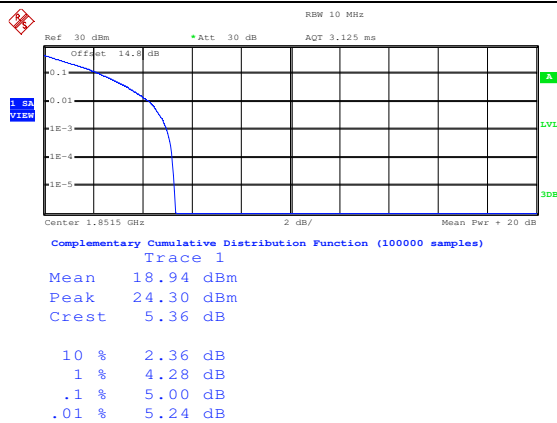 RBW 10 MHz
Ref 30 dBm * Att 30 dB AQT 3.125 ms
Offset 14.8 dB
0.1
A
0.01
1 SA
VIEW
1E-3
LVL
1E-4
1E-5
3DB
Center 1.8515 GHz 2 dB/ Mean Pwr + 20 dB
Complementary Cumulative Distribution Function (100000 samples)
Trace 1
Mean 18.94 dBm
Peak 24.30 dBm
Crest 5.36 dB
10 % 2.36 dB
1 % 4.28 dB
.1 % 5.00 dB
.01 % 5.24 dB